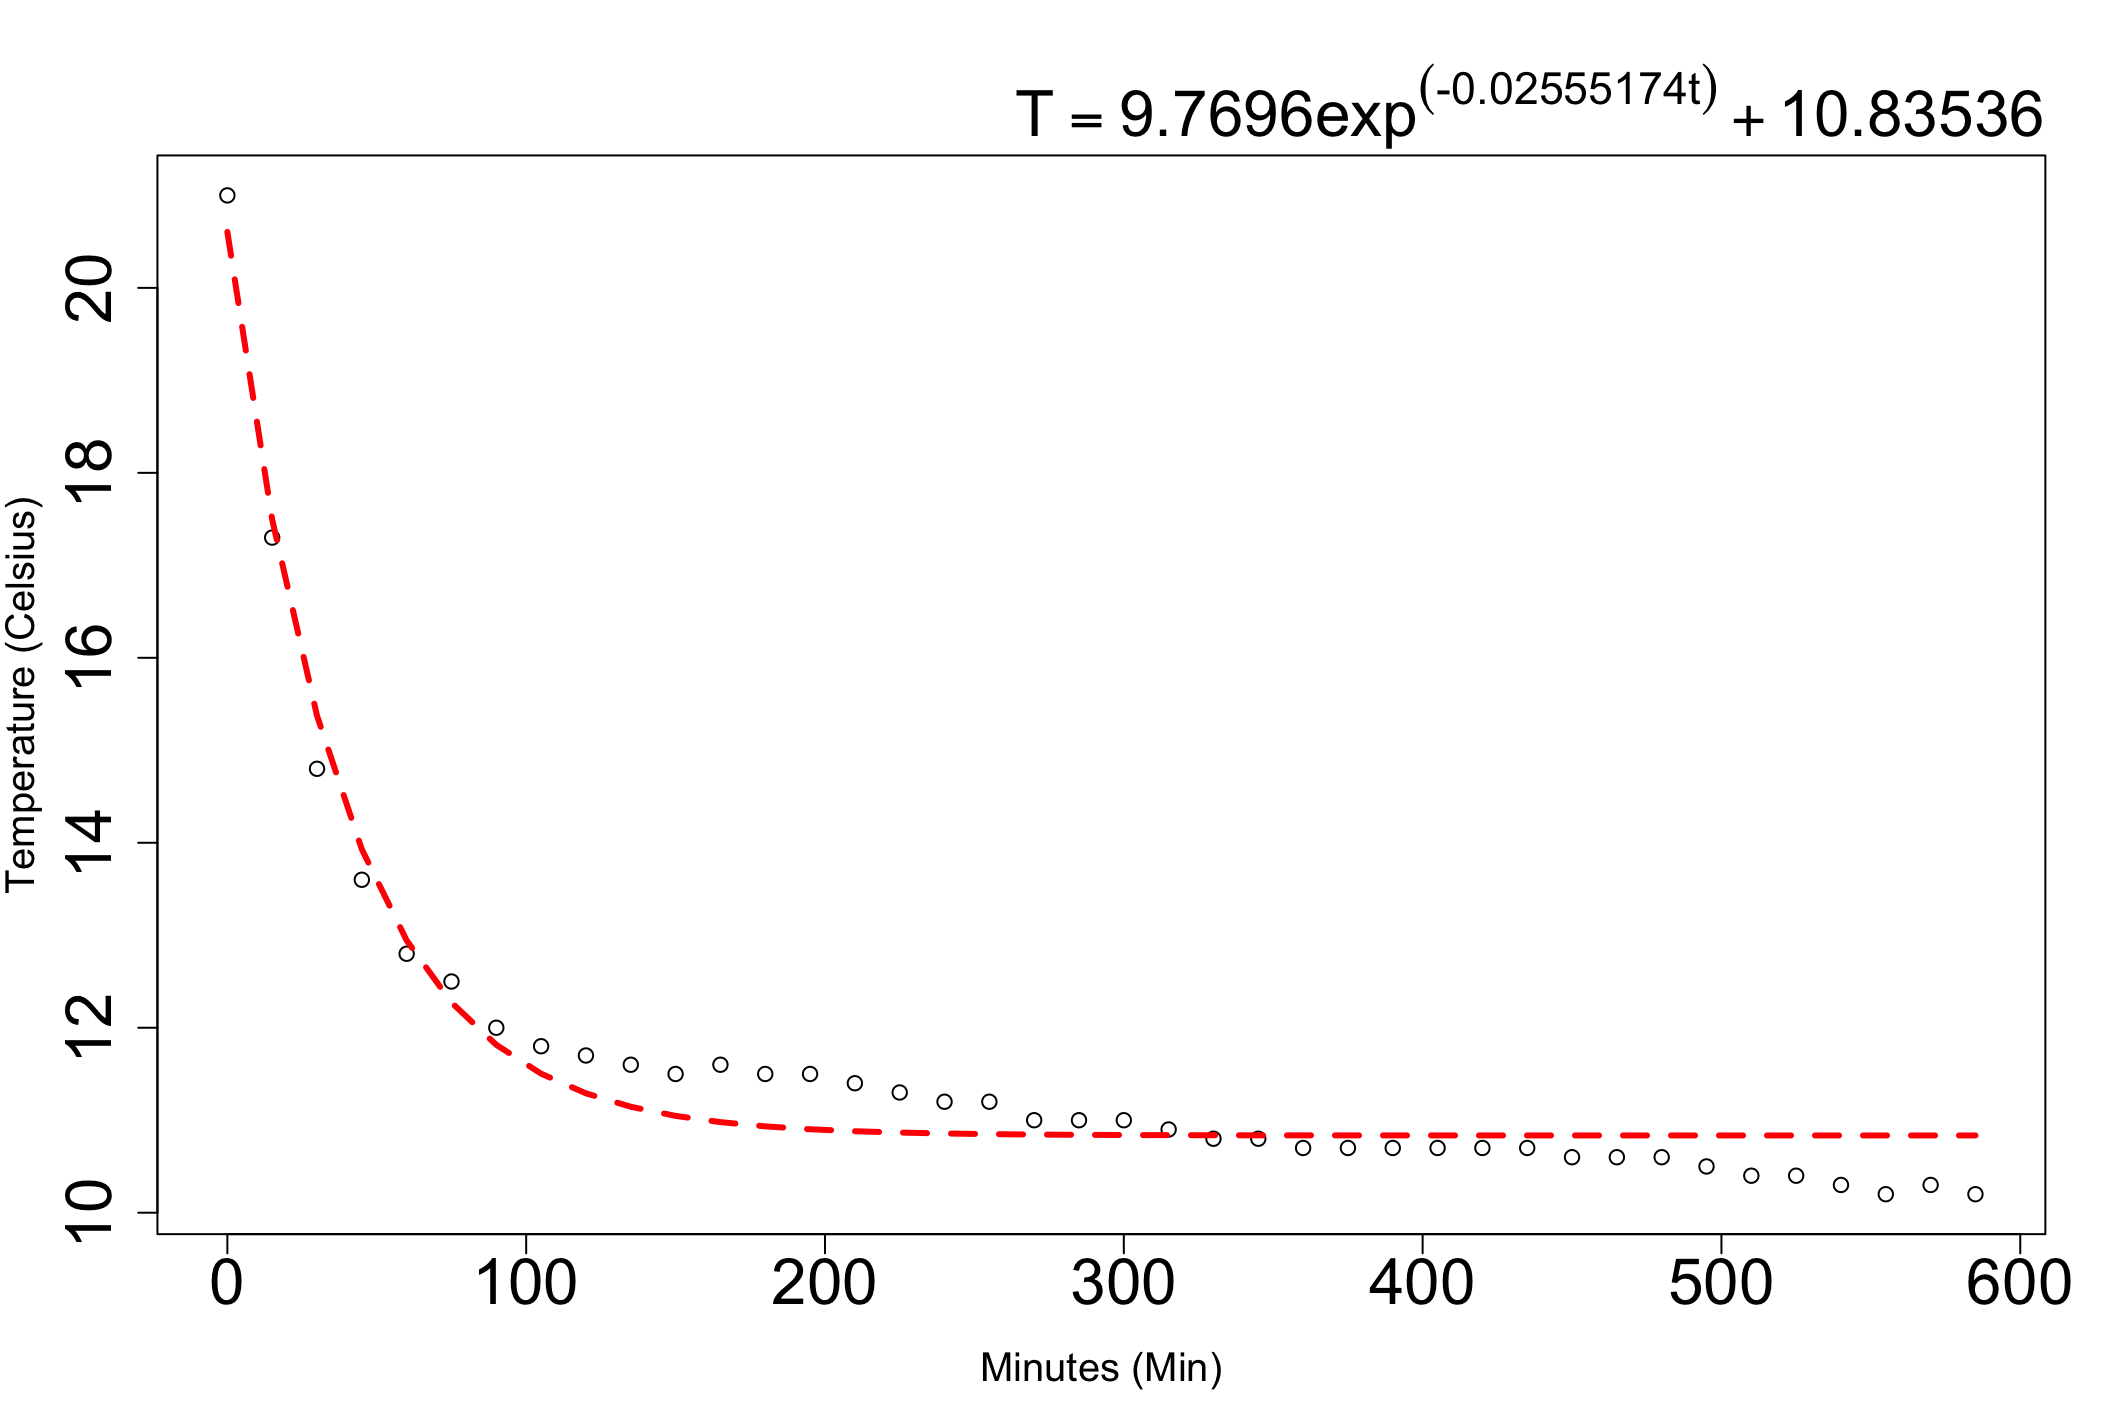 T = 9.7696exp(-0.02555174t) + 10.83536
Temperature (Celsius)
20
18
16
14
12
10
0 100 200 300 400 500 600
Minutes (Min)